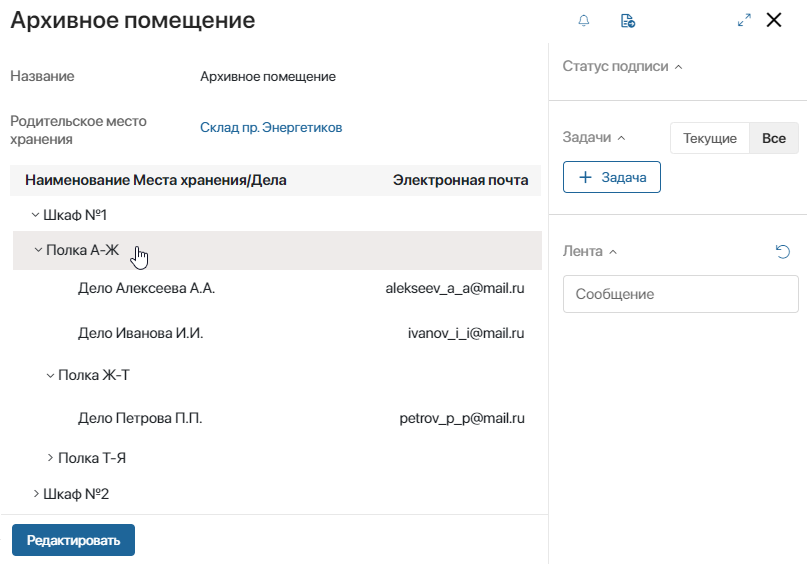 Архивное помещение
Название
Архивное помещение
Родительское место
хранения
Склад пр. Энергетиков
Наименование Места хранения/Дела
Электронная почта
Шкаф №1
Полка А-Ж
Дело Алексеева А.А.
alekseev_a_a@mail.ru
Дело Иванова И.И.
ivanov_i_i@mail.ru
Полка Ж-Т
Дело Петрова П.П.
petrov_p_p@mail.ru
Полка Т-Я
Шкаф №2
Редактировать
Статус подписи
Задачи
Текущие
Все
+ Задача
Лента
Сообщение